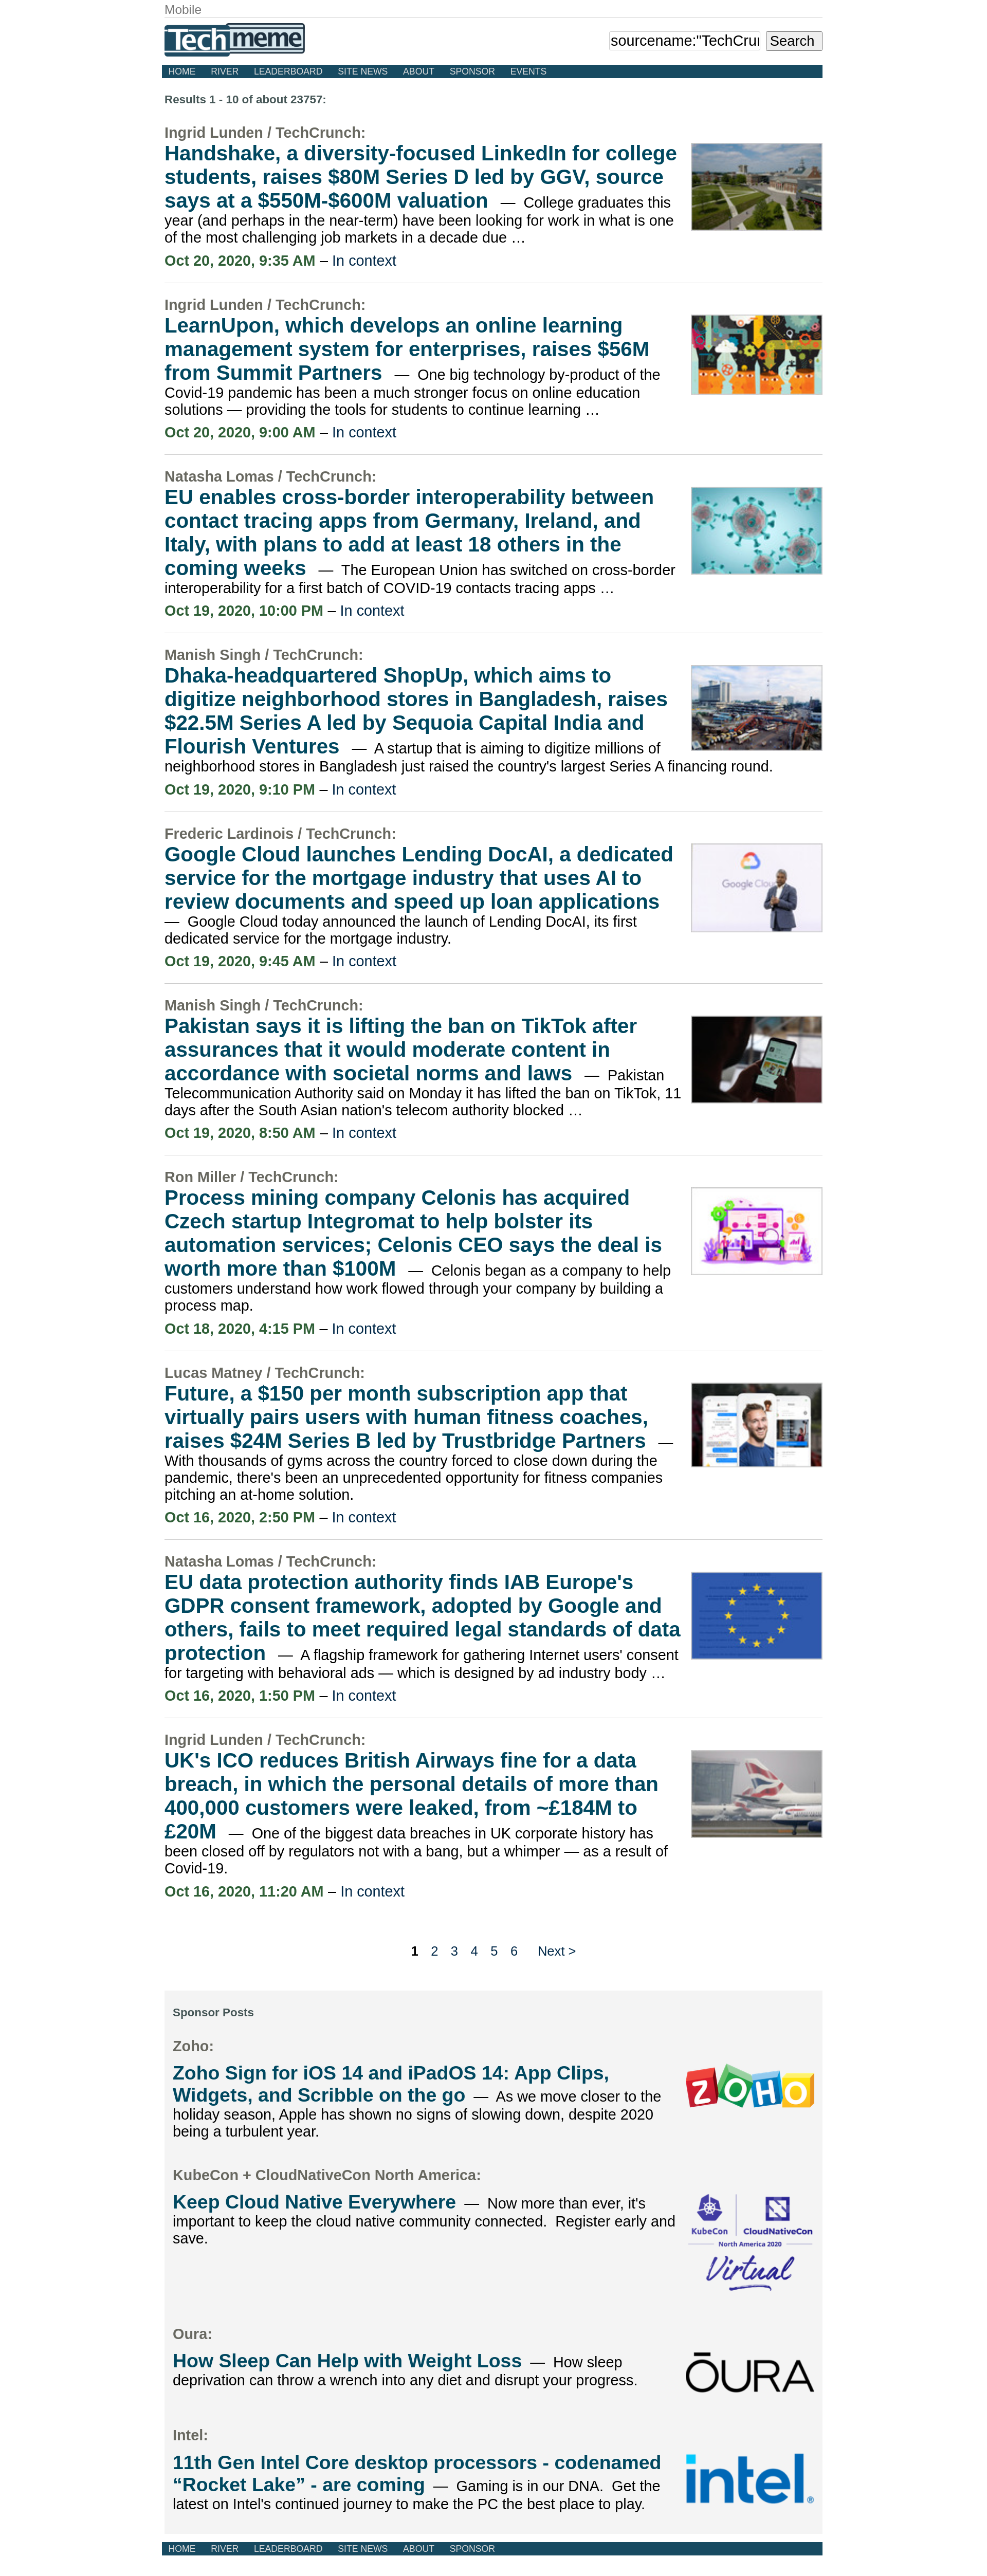 Mobile
Techmeme
sourcename:"TechCru
Search
HOME RIVER LEADERBOARD SITE NEWS ABOUT SPONSOR EVENTS
Results 1 - 10 of about 23757:
Ingrid Lunden / TechCrunch:
Handshake, a diversity-focused LinkedIn for college
students, raises $80M Series D led by GGV, source
says at a $550M-$600M valuation — College graduates this
year (and perhaps in the near-term) have been looking for work in what is one
of the most challenging job markets in a decade due …
Oct 20, 2020, 9:35 AM – In context
Ingrid Lunden / TechCrunch:
LearnUpon, which develops an online learning
management system for enterprises, raises $56M
from Summit Partners — One big technology by-product of the
Covid-19 pandemic has been a much stronger focus on online education
solutions — providing the tools for students to continue learning …
Oct 20, 2020, 9:00 AM – In context
Natasha Lomas / TechCrunch:
EU enables cross-border interoperability between
contact tracing apps from Germany, Ireland, and
Italy, with plans to add at least 18 others in the
coming weeks — The European Union has switched on cross-border
interoperability for a first batch of COVID-19 contacts tracing apps …
Oct 19, 2020, 10:00 PM – In context
Manish Singh / TechCrunch:
Dhaka-headquartered ShopUp, which aims to
digitize neighborhood stores in Bangladesh, raises
$22.5M Series A led by Sequoia Capital India and
Flourish Ventures — A startup that is aiming to digitize millions of
neighborhood stores in Bangladesh just raised the country's largest Series A financing round.
Oct 19, 2020, 9:10 PM – In context
Frederic Lardinois / TechCrunch:
Google Cloud launches Lending DocAI, a dedicated
service for the mortgage industry that uses AI to
review documents and speed up loan applications
— Google Cloud today announced the launch of Lending DocAI, its first
dedicated service for the mortgage industry.
Google Cloud
Oct 19, 2020, 9:45 AM – In context
Manish Singh / TechCrunch:
Pakistan says it is lifting the ban on TikTok after
assurances that it would moderate content in
accordance with societal norms and laws — Pakistan
Telecommunication Authority said on Monday it has lifted the ban on TikTok, 11
days after the South Asian nation's telecom authority blocked …
Oct 19, 2020, 8:50 AM – In context
Ron Miller / TechCrunch:
Process mining company Celonis has acquired
Czech startup Integromat to help bolster its
automation services; Celonis CEO says the deal is
worth more than $100M — Celonis began as a company to help
customers understand how work flowed through your company by building a
process map.
Oct 18, 2020, 4:15 PM – In context
Lucas Matney / TechCrunch:
Future, a $150 per month subscription app that
virtually pairs users with human fitness coaches,
raises $24M Series B led by Trustbridge Partners —
With thousands of gyms across the country forced to close down during the
pandemic, there's been an unprecedented opportunity for fitness companies
pitching an at-home solution.
Oct 16, 2020, 2:50 PM – In context
Natasha Lomas / TechCrunch:
EU data protection authority finds IAB Europe's
GDPR consent framework, adopted by Google and
others, fails to meet required legal standards of data
protection — A flagship framework for gathering Internet users' consent
for targeting with behavioral ads — which is designed by ad industry body …
Oct 16, 2020, 1:50 PM – In context
Ingrid Lunden / TechCrunch:
UK's ICO reduces British Airways fine for a data
breach, in which the personal details of more than
400,000 customers were leaked, from ~£184M to
£20M — One of the biggest data breaches in UK corporate history has
been closed off by regulators not with a bang, but a whimper — as a result of
Covid-19.
Oct 16, 2020, 11:20 AM – In context
1 2 3 4 5 6 Next >
Sponsor Posts
Zoho:
Zoho Sign for iOS 14 and iPadOS 14: App Clips,
Widgets, and Scribble on the go — As we move closer to the
holiday season, Apple has shown no signs of slowing down, despite 2020
being a turbulent year.
ZOHO
KubeCon + CloudNativeCon North America:
Keep Cloud Native Everywhere — Now more than ever, it's
important to keep the cloud native community connected. Register early and
save.
KubeCon CloudNativeCon
North America 2020
Virtual
Oura:
How Sleep Can Help with Weight Loss — How sleep
deprivation can throw a wrench into any diet and disrupt your progress.
ŌURA
Intel:
11th Gen Intel Core desktop processors - codenamed
“Rocket Lake” - are coming — Gaming is in our DNA. Get the
latest on Intel's continued journey to make the PC the best place to play.
intel®
HOME RIVER LEADERBOARD SITE NEWS ABOUT SPONSOR